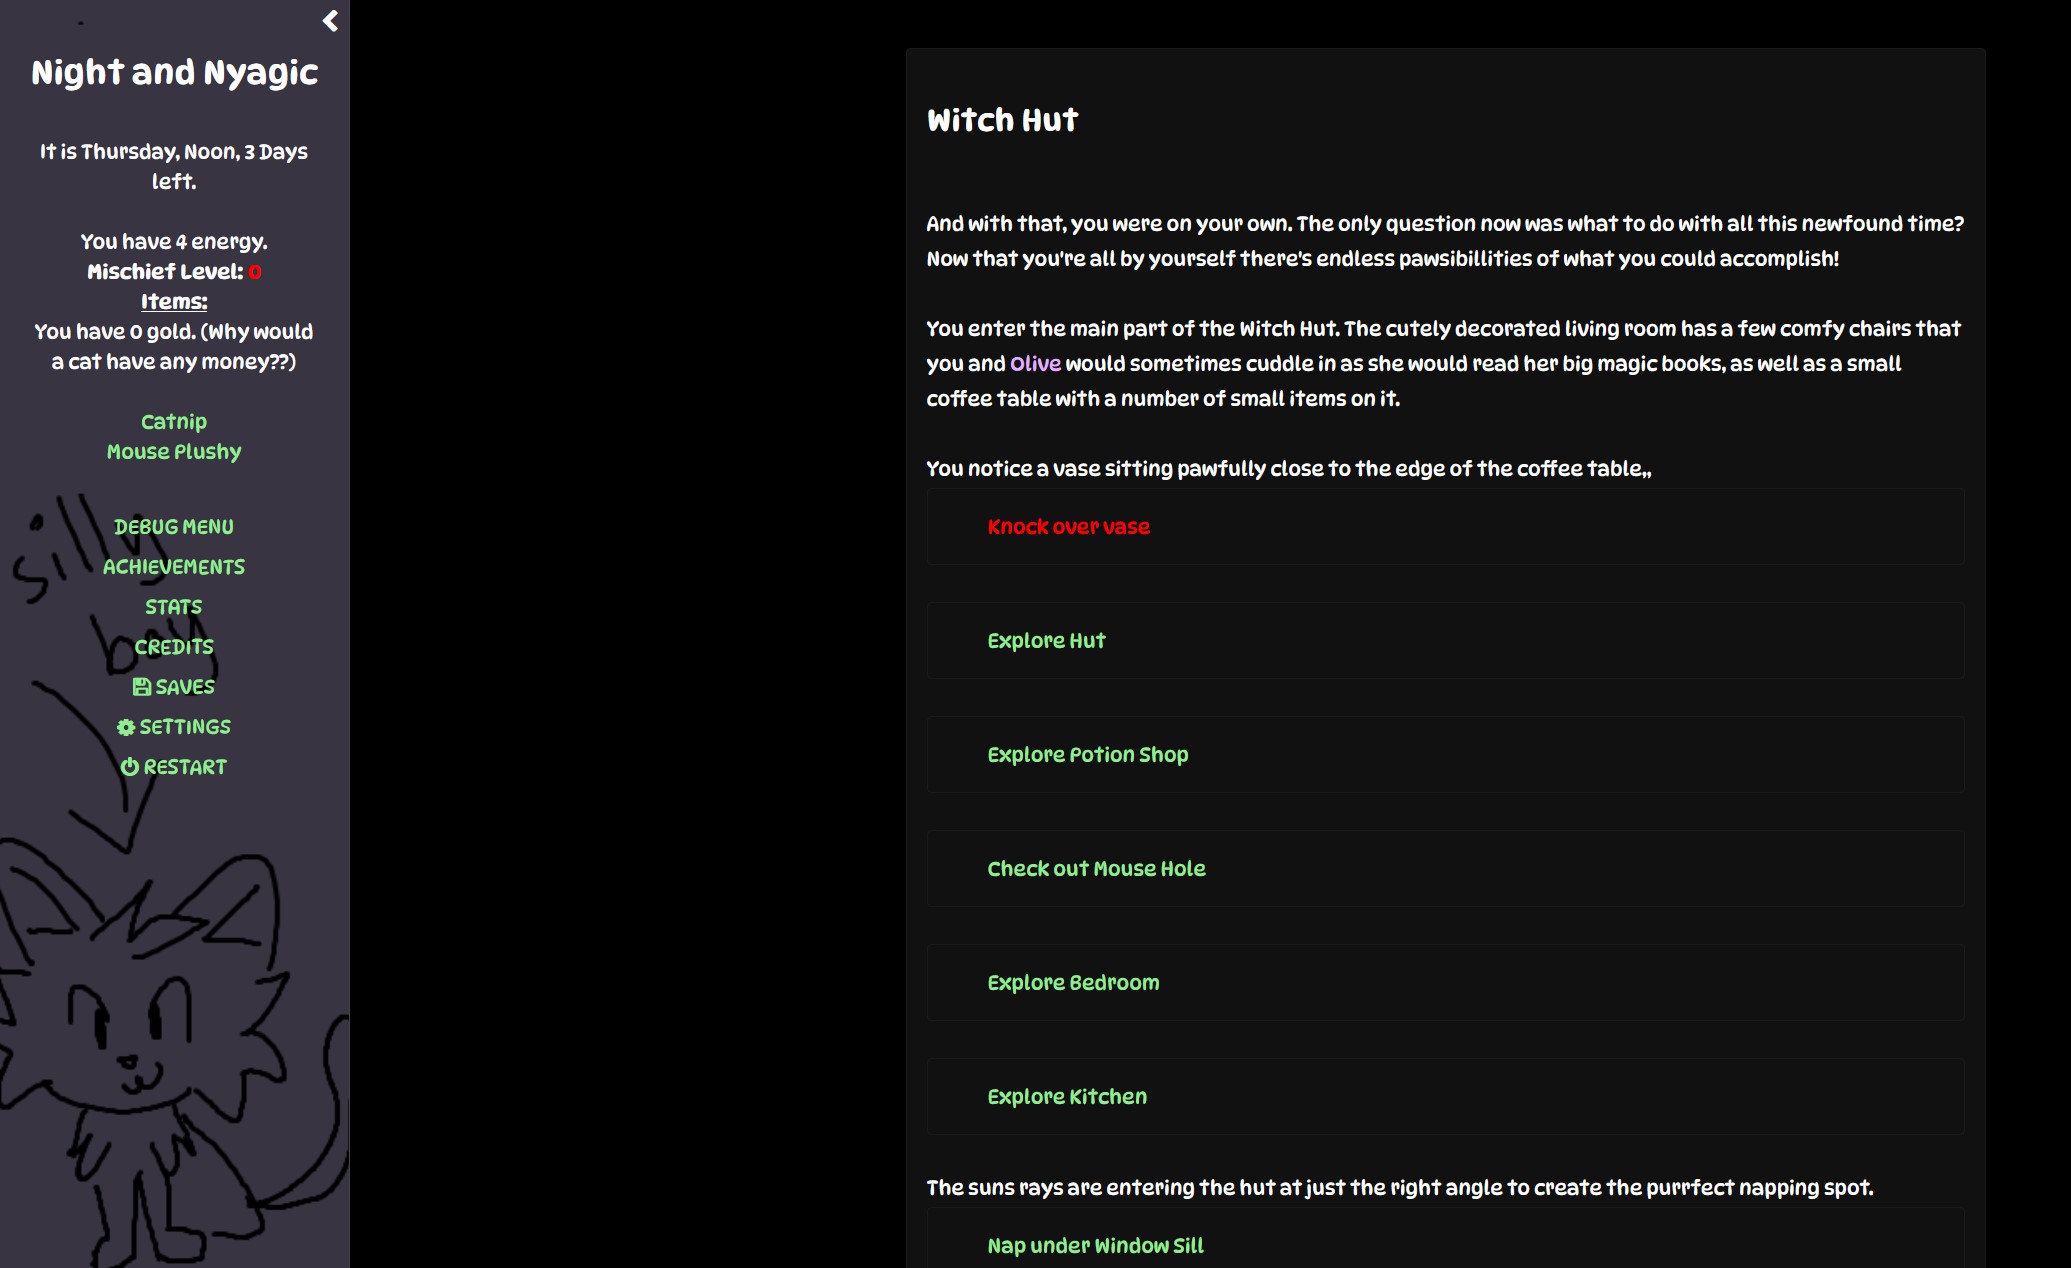 Night and Nyagic
It is Thursday, Noon, 3 Days
left.
You have 4 energy.
Mischief Level: 0
Items:
You have 0 gold. (Why would
a cat have any money??)
Catnip
Mouse Plushy
silly
boy
DEBUG MENU
ACHIEVEMENTS
STATS
CREDITS
SAVES
SETTINGS
RESTART
Witch Hut
And with that, you were on your own. The only question now was what to do with all this newfound time?
Now that you're all by yourself there's endless pawsibillities of what you could accomplish!
You enter the main part of the Witch Hut. The cutely decorated living room has a few comfy chairs that
you and Olive would sometimes cuddle in as she would read her big magic books, as well as a small
coffee table with a number of small items on it.
You notice a vase sitting pawfully close to the edge of the coffee table,,
Knock over vase
Explore Hut
Explore Potion Shop
Check out Mouse Hole
Explore Bedroom
Explore Kitchen
The suns rays are entering the hut at just the right angle to create the purrfect napping spot.
Nap under Window Sill